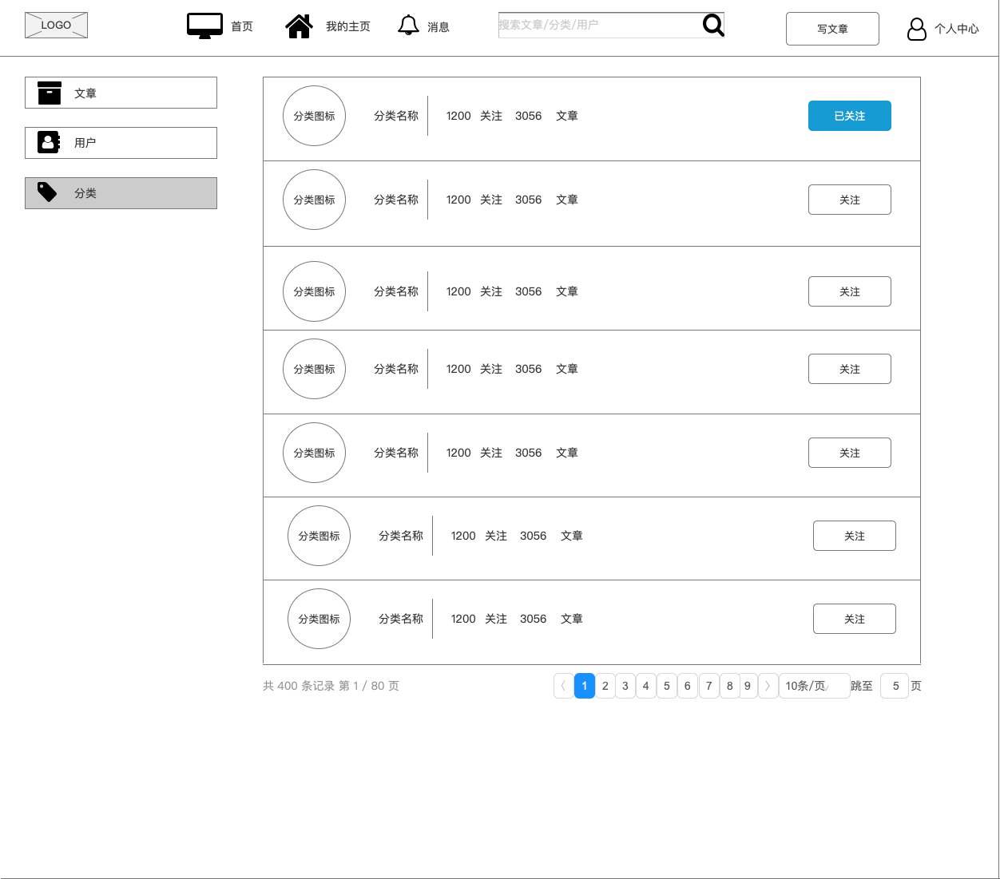 LOGO 首页 我的主页 消息 搜索文章/分类/用户 写文章 个人中心
文章
用户
分类
分类图标 分类名称 1200 关注 3056 文章 已关注
分类图标 分类名称 1200 关注 3056 文章 关注
分类图标 分类名称 1200 关注 3056 文章 关注
分类图标 分类名称 1200 关注 3056 文章 关注
分类图标 分类名称 1200 关注 3056 文章 关注
分类图标 分类名称 1200 关注 3056 文章 关注
分类图标 分类名称 1200 关注 3056 文章 关注
共 400 条记录 第 1 / 80 页 1 2 3 4 5 6 7 8 9 10条/页 跳至 5 页